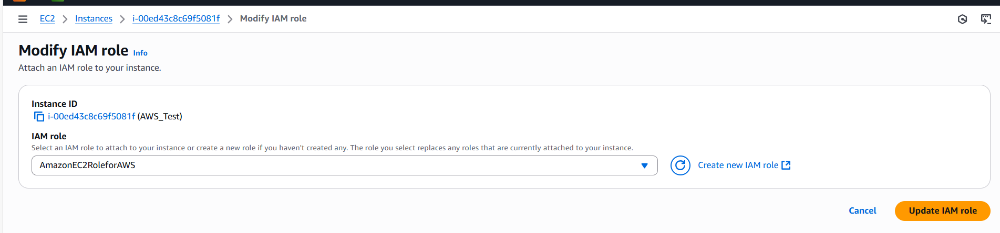 EC2 > Instances > i-00ed43c8c69f5081f > Modify IAM role
Modify IAM role Info
Attach an IAM role to your instance.
Instance ID
i-00ed43c8c69f5081f (AWS_Test)
IAM role
Select an IAM role to attach to your instance or create a new role if you haven't created any. The role you select replaces any roles that are currently attached to your instance.
AmazonEC2RoleforAWS
Create new IAM role
Cancel
Update IAM role